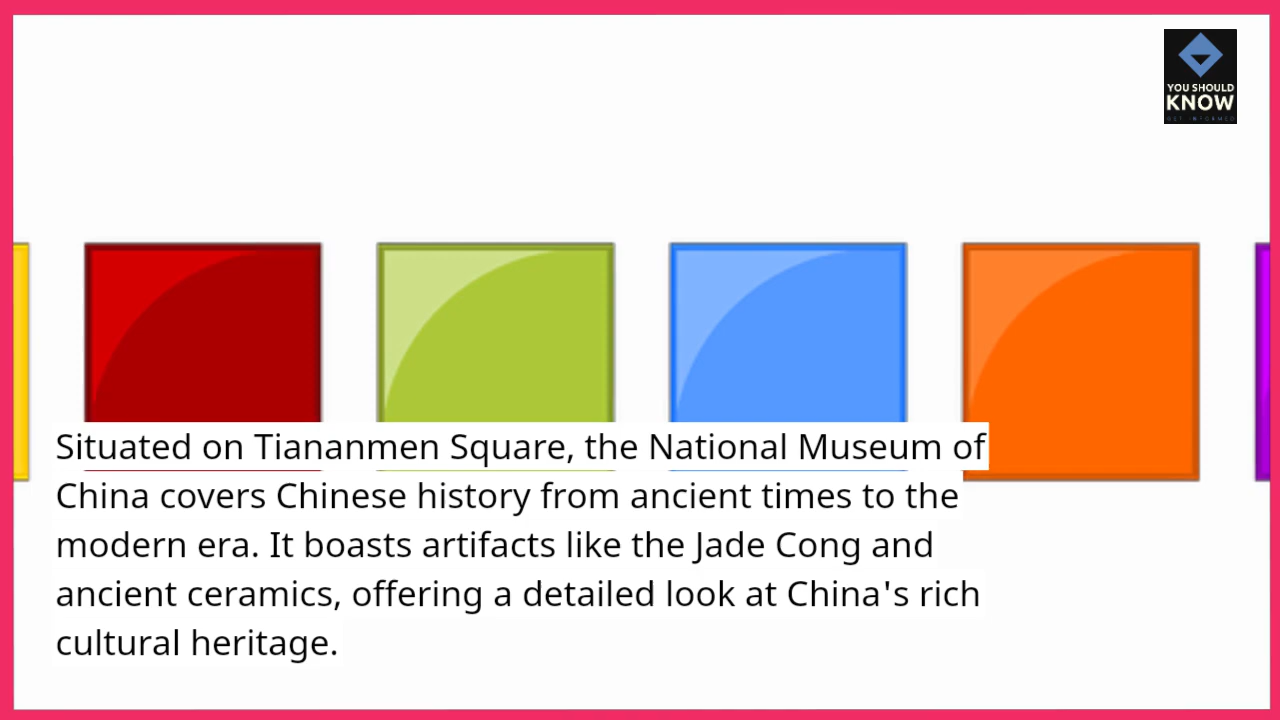 YOU SHOULD
KNOW
GET INFORMED
Situated on Tiananmen Square, the National Museum of
China covers Chinese history from ancient times to the
modern era. It boasts artifacts like the Jade Cong and
ancient ceramics, offering a detailed look at China's rich
cultural heritage.